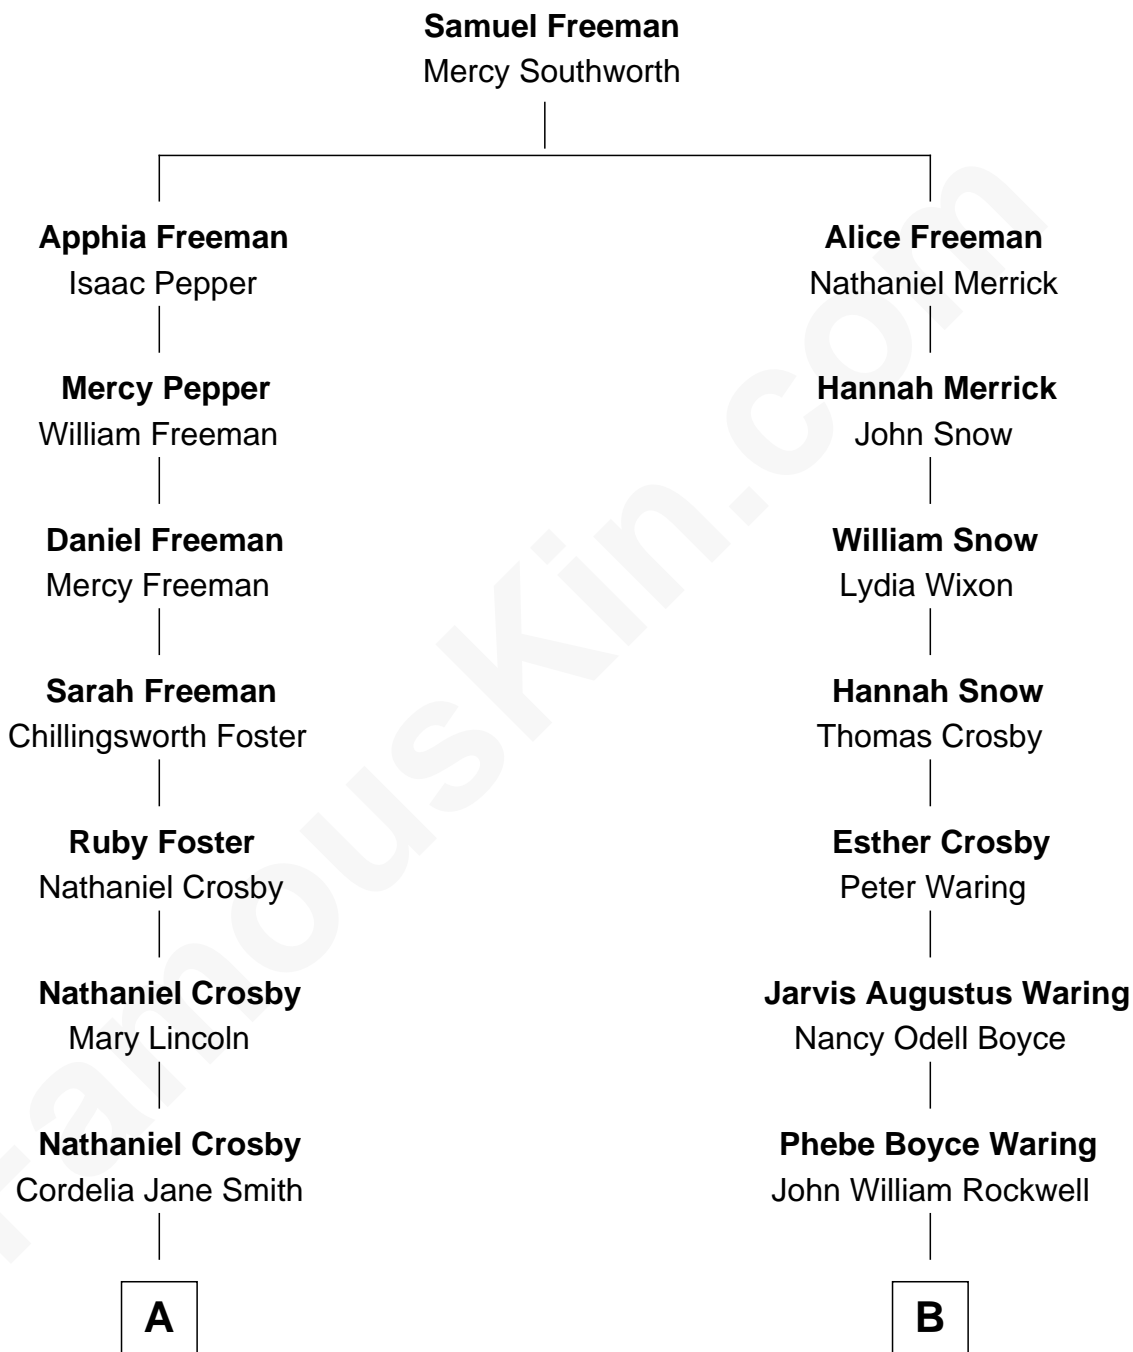 Samuel Freeman
Mercy Southworth
Apphia Freeman
Isaac Pepper
Alice Freeman
Nathaniel Merrick
Mercy Pepper
William Freeman
Hannah Merrick
John Snow
Daniel Freeman
Mercy Freeman
William Snow
Lydia Wixon
Sarah Freeman
Chillingsworth Foster
Hannah Snow
Thomas Crosby
Ruby Foster
Nathaniel Crosby
Esther Crosby
Peter Waring
Nathaniel Crosby
Mary Lincoln
Jarvis Augustus Waring
Nancy Odell Boyce
Nathaniel Crosby
Cordelia Jane Smith
Phebe Boyce Waring
John William Rockwell
A
B
FamousKin.com